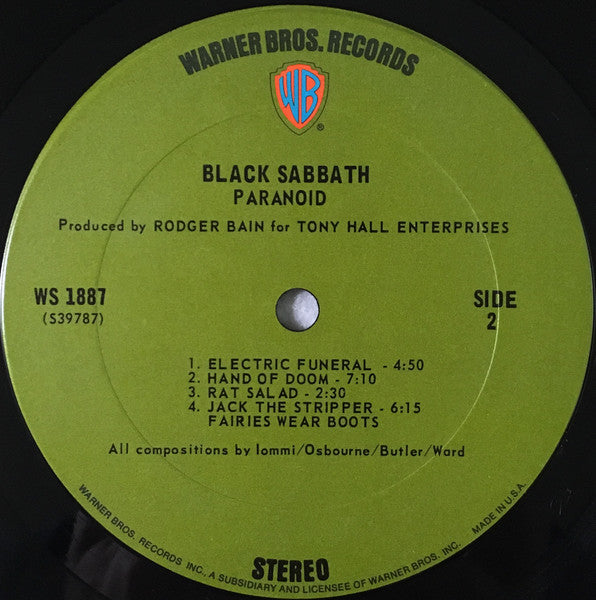 WARNER BROS. RECORDS
WB
®
BLACK SABBATH
PARANOID
Produced by RODGER BAIN for TONY HALL ENTERPRISES
WS 1887
(S39787)
SIDE
2
1. ELECTRIC FUNERAL - 4:50
2. HAND OF DOOM - 7:10
3. RAT SALAD - 2:30
4. JACK THE STRIPPER - 6:15
FAIRIES WEAR BOOTS
All compositions by Iommi/Osbourne/Butler/Ward
STEREO
WARNER BROS. RECORDS INC., A SUBSIDIARY AND LICENSEE OF WARNER BROS. INC. MADE IN U.S.A.